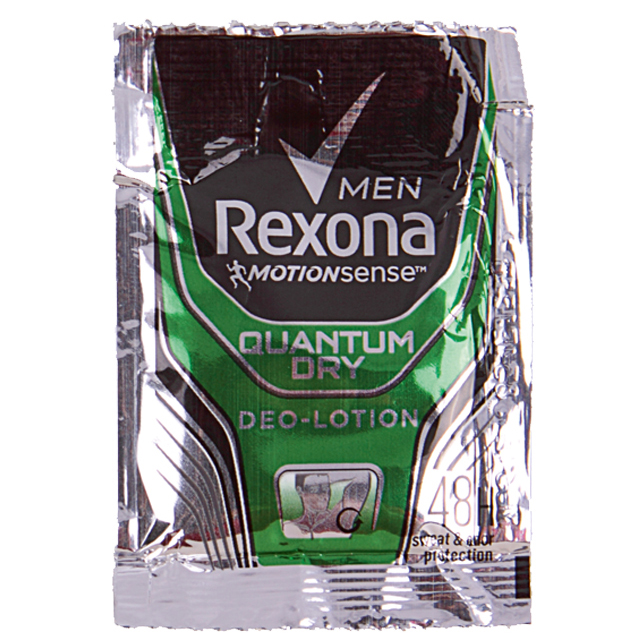 MEN
Rexona
MOTIONsense™
QUANTUM
DRY
DEO-LOTION
48H
sweat & odor
protection